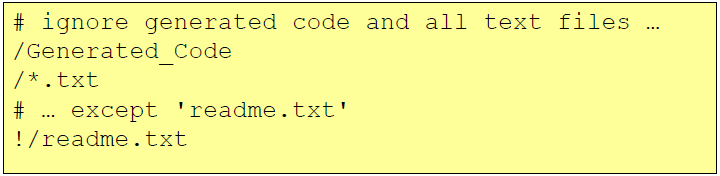 # ignore generated code and all text files …
/Generated_Code
/*.txt
# … except 'readme.txt'
!/readme.txt